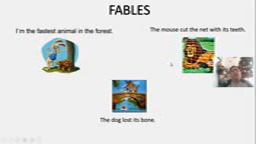 FABLES
I'm the fastest animal in the forest.
The mouse cut the net with its teeth.
The dog lost its bone.